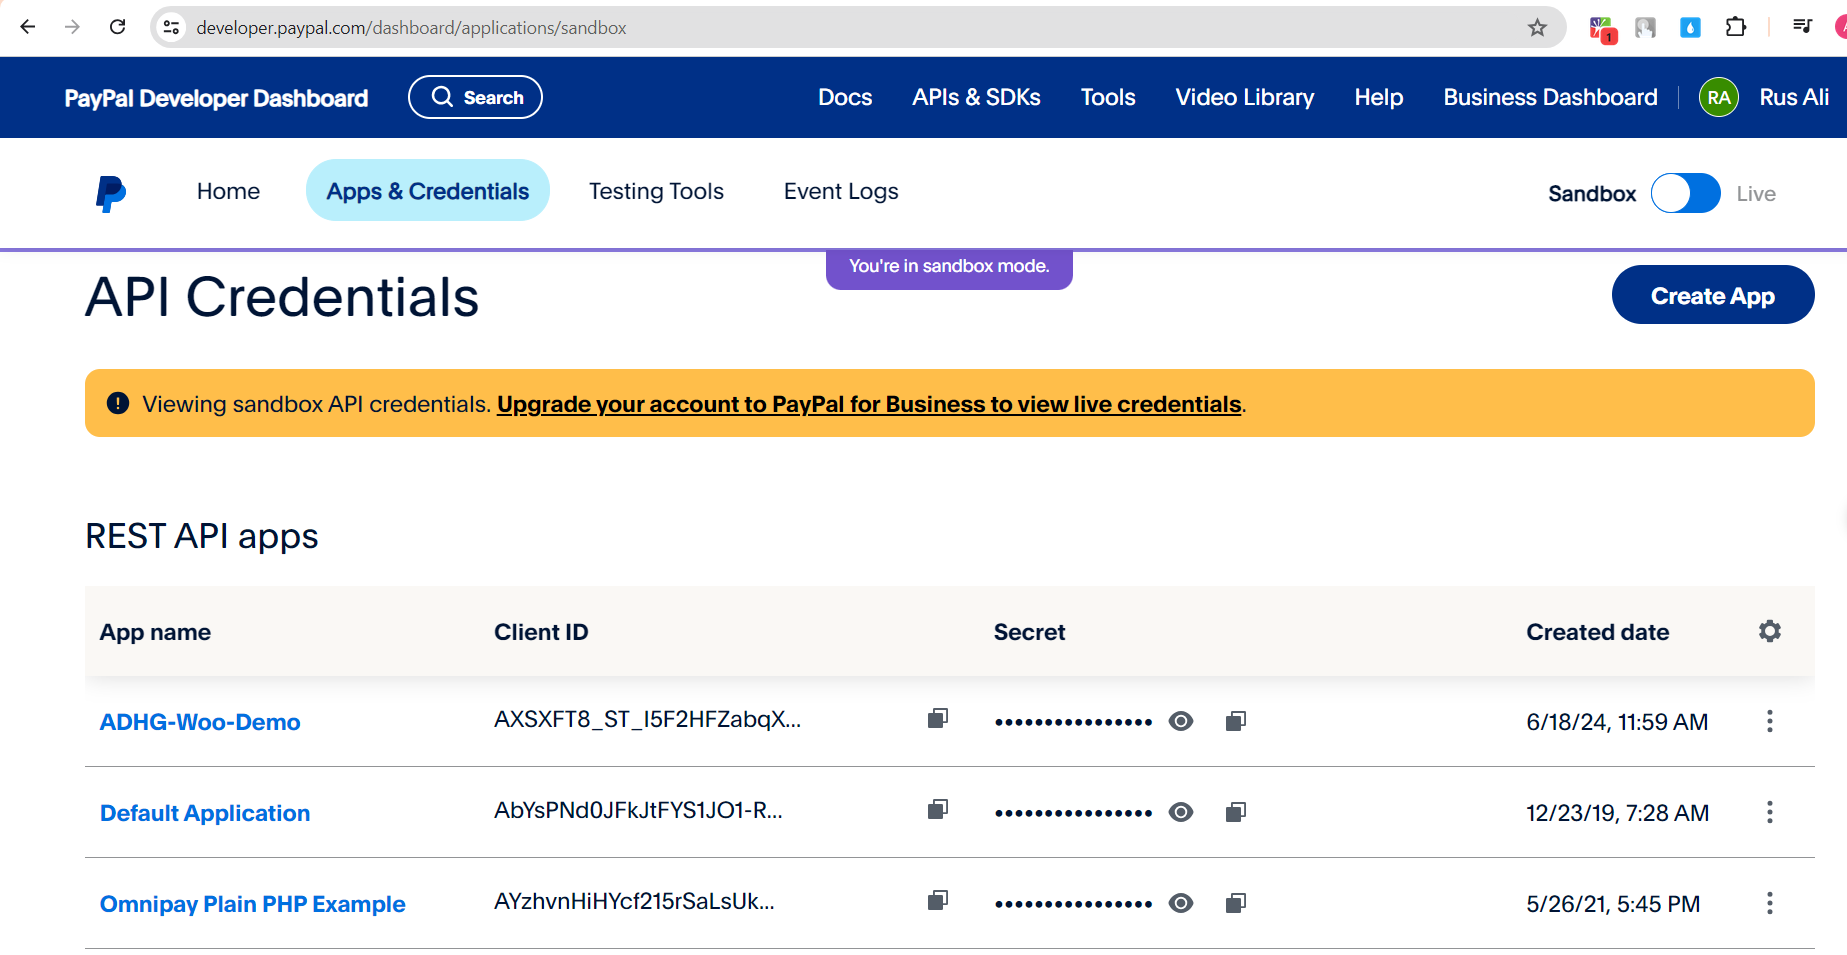 developer.paypal.com/dashboard/applications/sandbox
1
PayPal Developer Dashboard Search Docs APIs & SDKs Tools Video Library Help Business Dashboard RA Rus Ali
Home Apps & Credentials Testing Tools Event Logs Sandbox Live
You're in sandbox mode.
API Credentials Create App
Viewing sandbox API credentials. Upgrade your account to PayPal for Business to view live credentials.
REST API apps
App name Client ID Secret Created date
ADHG-Woo-Demo AXSXFT8_ST_I5F2HFZabqX... •••••••••••••••• 6/18/24, 11:59 AM
Default Application AbYsPNd0JFkJtFYS1JO1-R... •••••••••••••••• 12/23/19, 7:28 AM
Omnipay Plain PHP Example AYzhvnHiHYcf215rSaLsUk... •••••••••••••••• 5/26/21, 5:45 PM